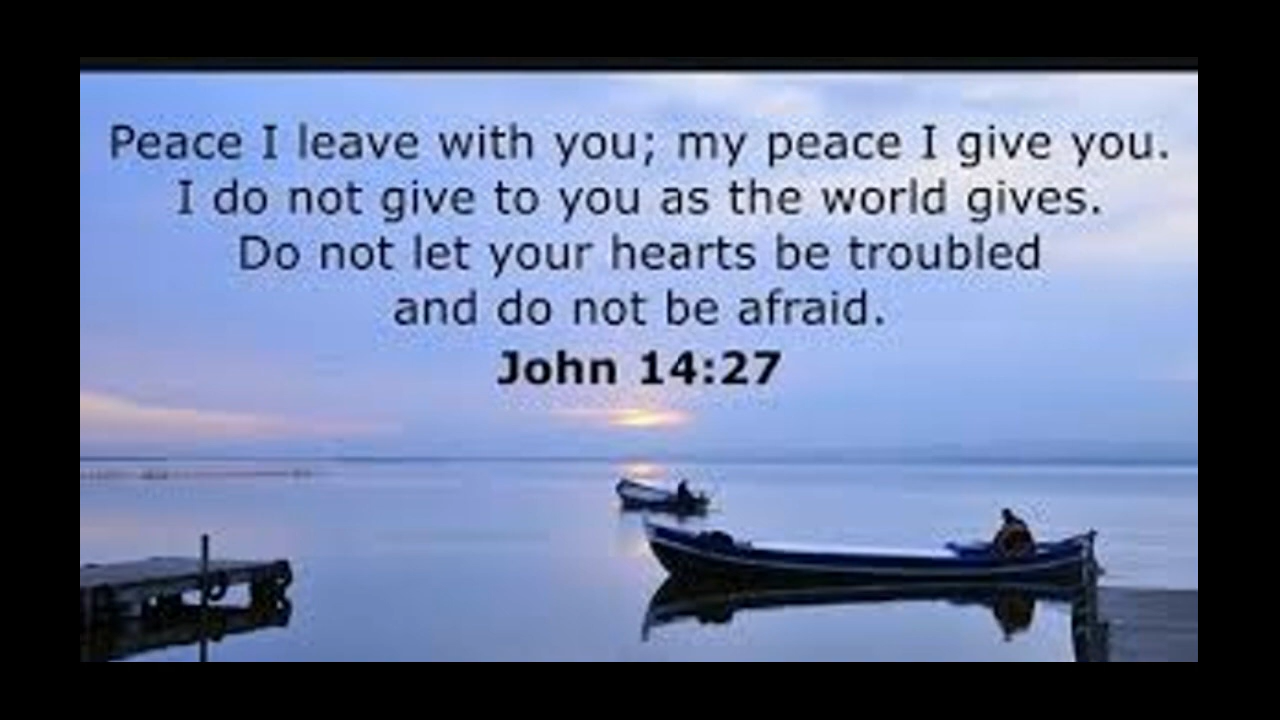 Peace I leave with you; my peace I give you.
I do not give to you as the world gives.
Do not let your hearts be troubled
and do not be afraid.
John 14:27